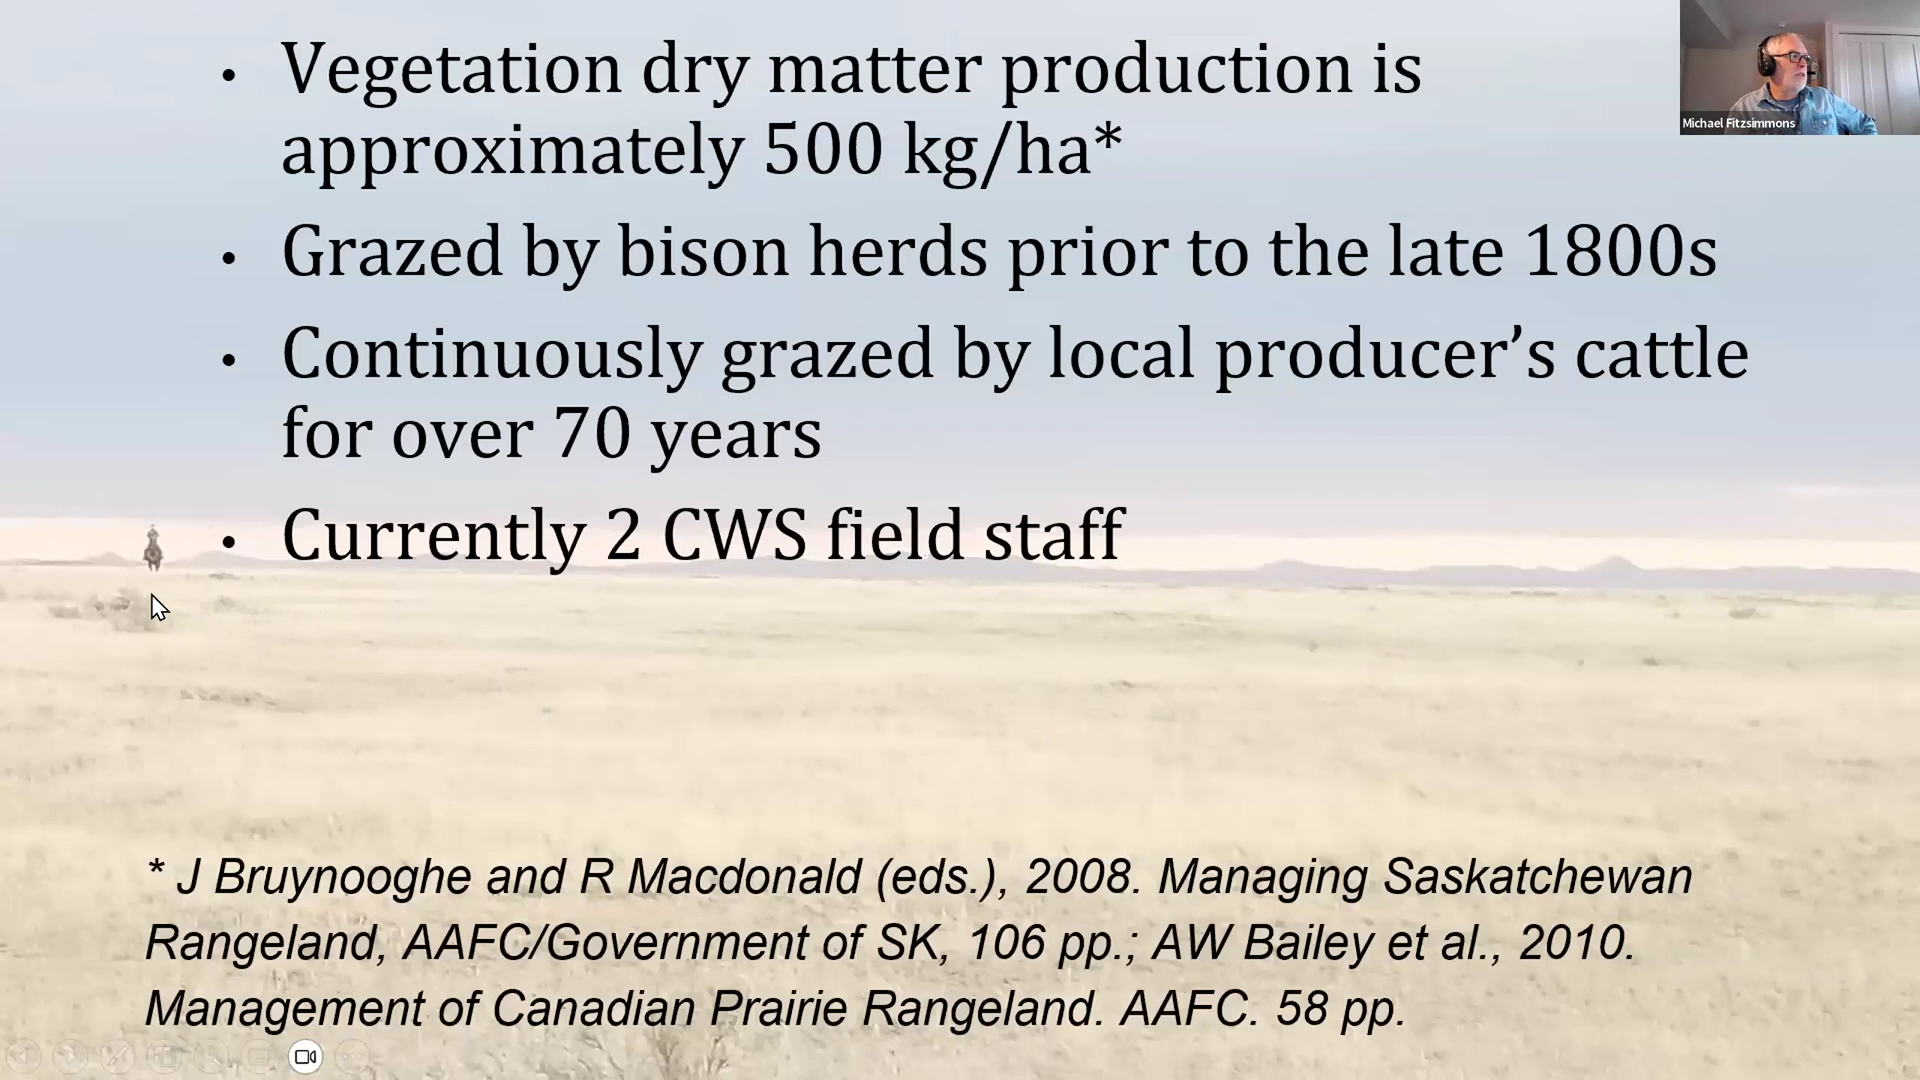 • Vegetation dry matter production is
approximately 500 kg/ha*
• Grazed by bison herds prior to the late 1800s
• Continuously grazed by local producer’s cattle
for over 70 years
• Currently 2 CWS field staff
* J Bruynooghe and R Macdonald (eds.), 2008. Managing Saskatchewan
Rangeland, AAFC/Government of SK, 106 pp.; AW Bailey et al., 2010.
Management of Canadian Prairie Rangeland. AAFC. 58 pp.
Michael Fitzsimmons